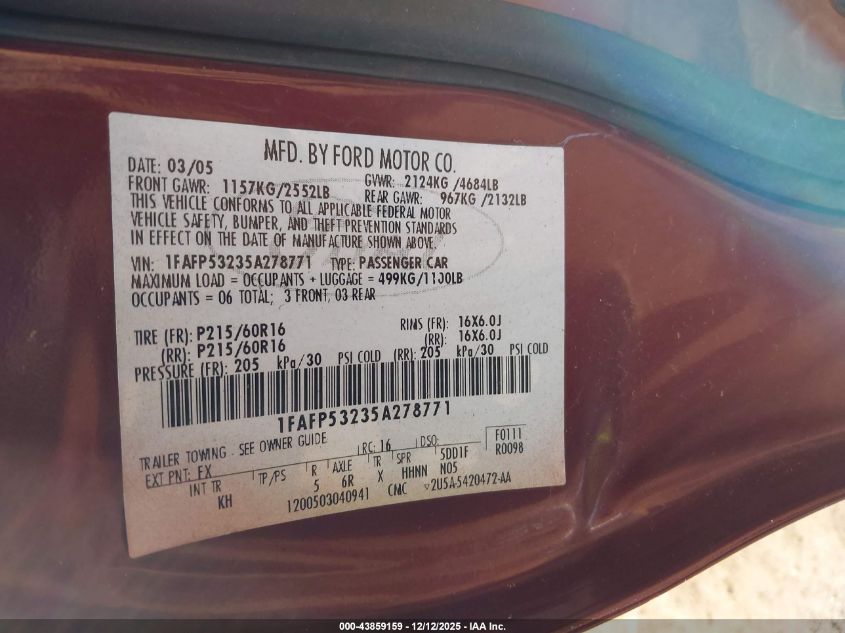 MFD. BY FORD MOTOR CO.
DATE: 03/05 GVWR: 2124KG /4684LB
FRONT GAWR: 1157KG/2552LB REAR GAWR: 967KG /2132LB
THIS VEHICLE CONFORMS TO ALL APPLICABLE FEDERAL MOTOR
VEHICLE SAFETY, BUMPER, AND THEFT PREVENTION STANDARDS
IN EFFECT ON THE DATE OF MANUFACTURE SHOWN ABOVE.
VIN: 1FAFP53235A278771 TYPE: PASSENGER CAR
MAXIMUM LOAD = OCCUPANTS + LUGGAGE = 499KG/1100LB
OCCUPANTS = 06 TOTAL; 3 FRONT, 03 REAR
TIRE (FR): P215/60R16 RIMS (FR): 16X6.0J
(RR): P215/60R16 (RR): 16X6.0J
PRESSURE (FR): 205 kPa/30 PSI COLD (RR): 205 kPa/30 PSI COLD
1FAFP53235A278771
TRAILER TOWING - SEE OWNER GUIDE RC: 16 DSO: F0111
EXT PNT: FX R0098
INT TR TP/PS R AXLE TR SPR 5DD1F
KH 5 6R X HHNN N05
1200503040941 CMC ▽2U5A-5420472-AA
000-43859159 - 12/12/2025 - IAA Inc.